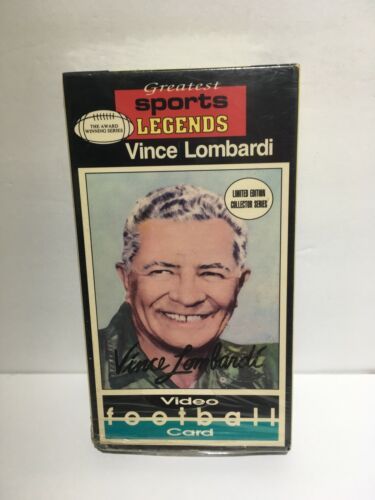 Greatest
sports
LEGENDS
THE AWARD
WINNING SERIES
Vince Lombardi
LIMITED EDITION
COLLECTOR SERIES
Vince Lombardi
Video
football
Card